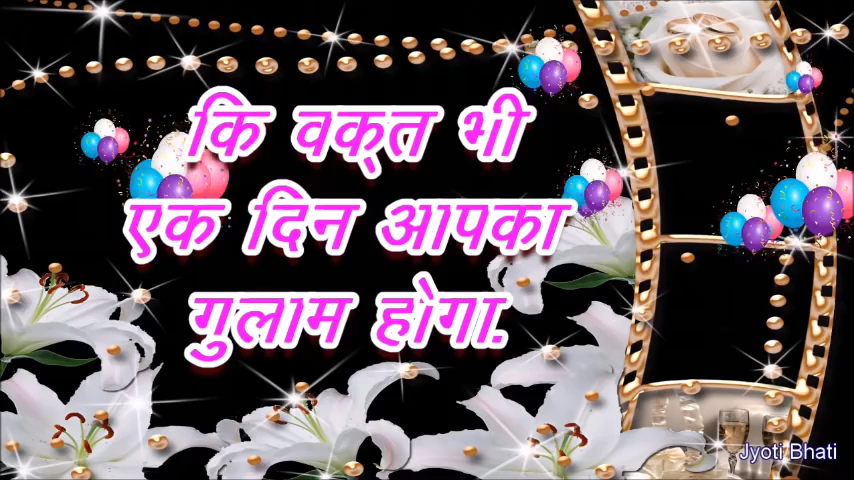 कि वक्त भी
एक दिन आपका
गुलाम होगा.
Jyoti Bhati